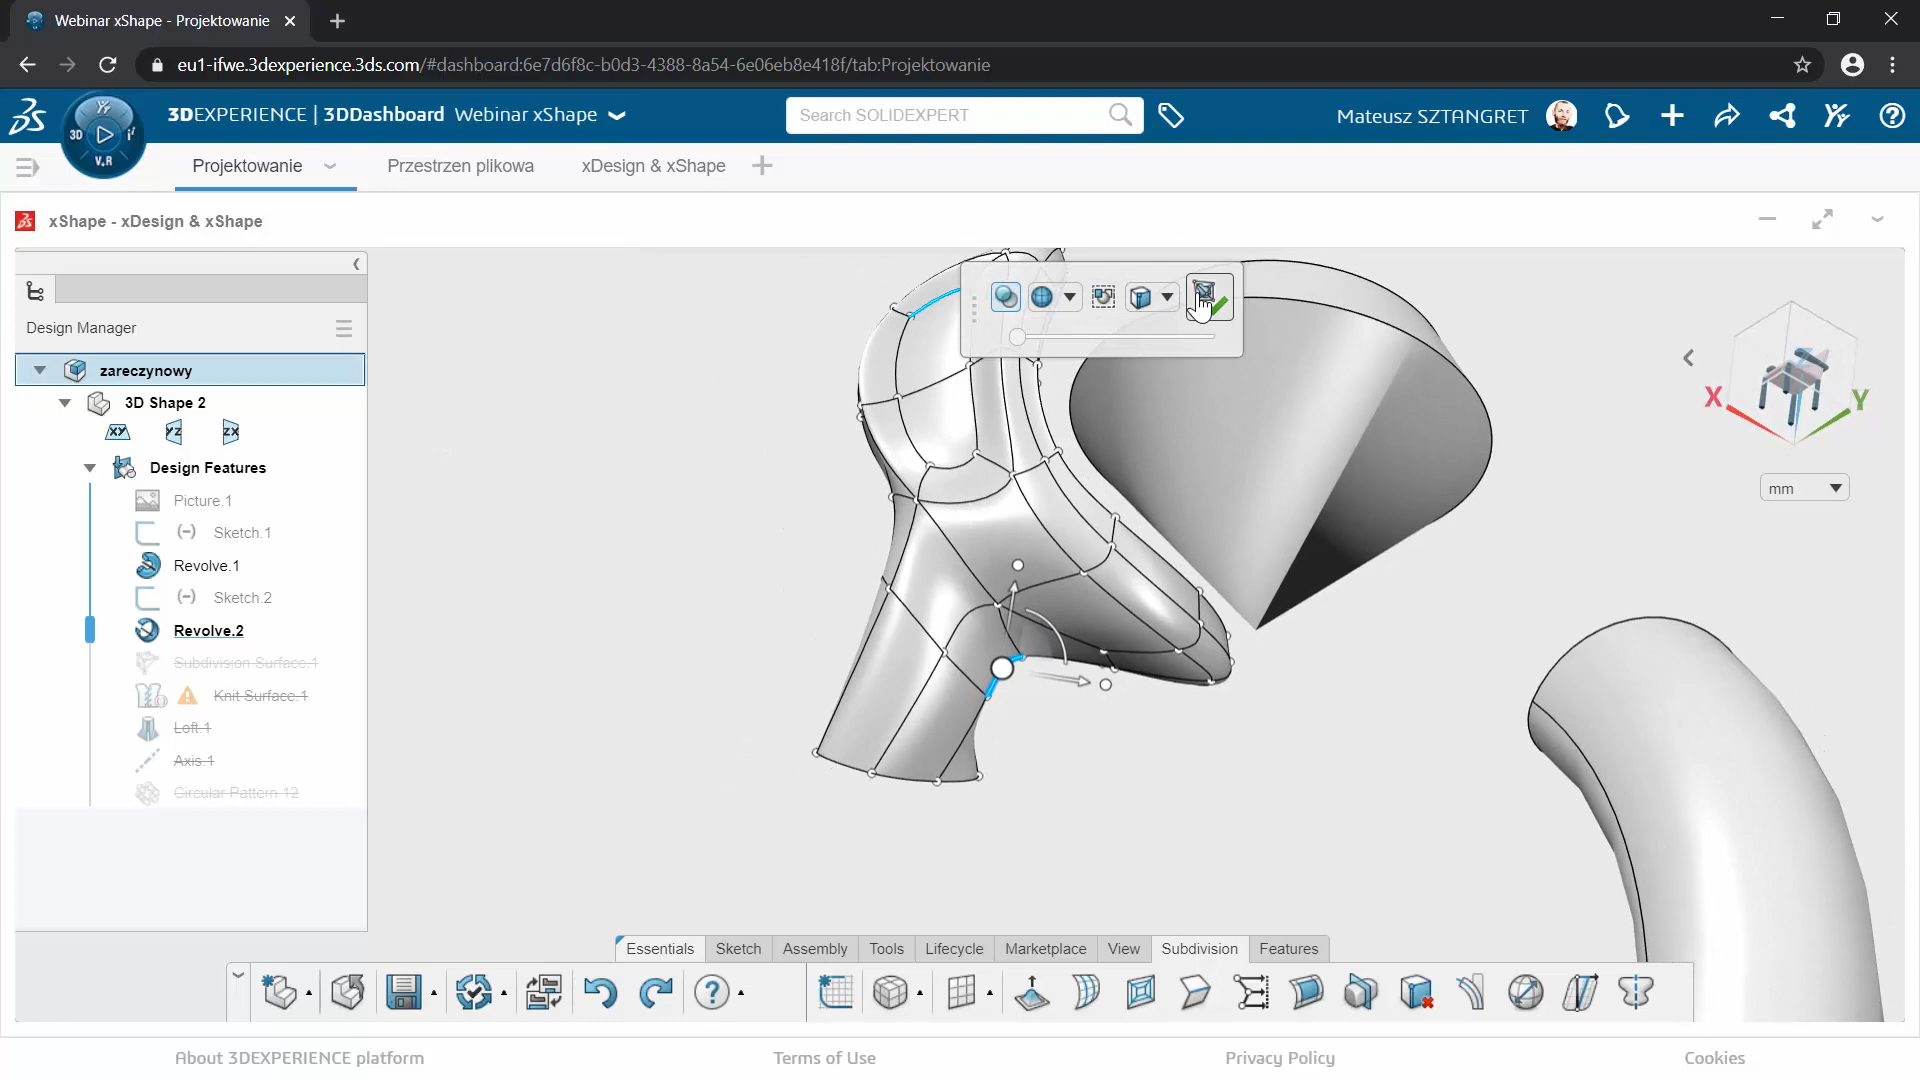 Webinar xShape - Projektowanie
eu1-ifwe.3dexperience.3ds.com/#dashboard:6e7d6f8c-b0d3-4388-8a54-6e06eb8e418f/tab:Projektowanie
3D
V.R
3DEXPERIENCE | 3DDashboard Webinar xShape
Search SOLIDEXPERT
Mateusz SZTANGRET
Projektowanie
Przestrzen plikowa
xDesign & xShape
xShape - xDesign & xShape
Design Manager
zareczynowy
3D Shape 2
XY
YZ
ZX
Design Features
Picture.1
(-) Sketch.1
Revolve.1
(-) Sketch.2
Revolve.2
Subdivision Surface.1
Knit Surface.1
Loft.1
Axis.1
Circular Pattern 12
X
Y
mm
Essentials
Sketch
Assembly
Tools
Lifecycle
Marketplace
View
Subdivision
Features
About 3DEXPERIENCE platform
Terms of Use
Privacy Policy
Cookies